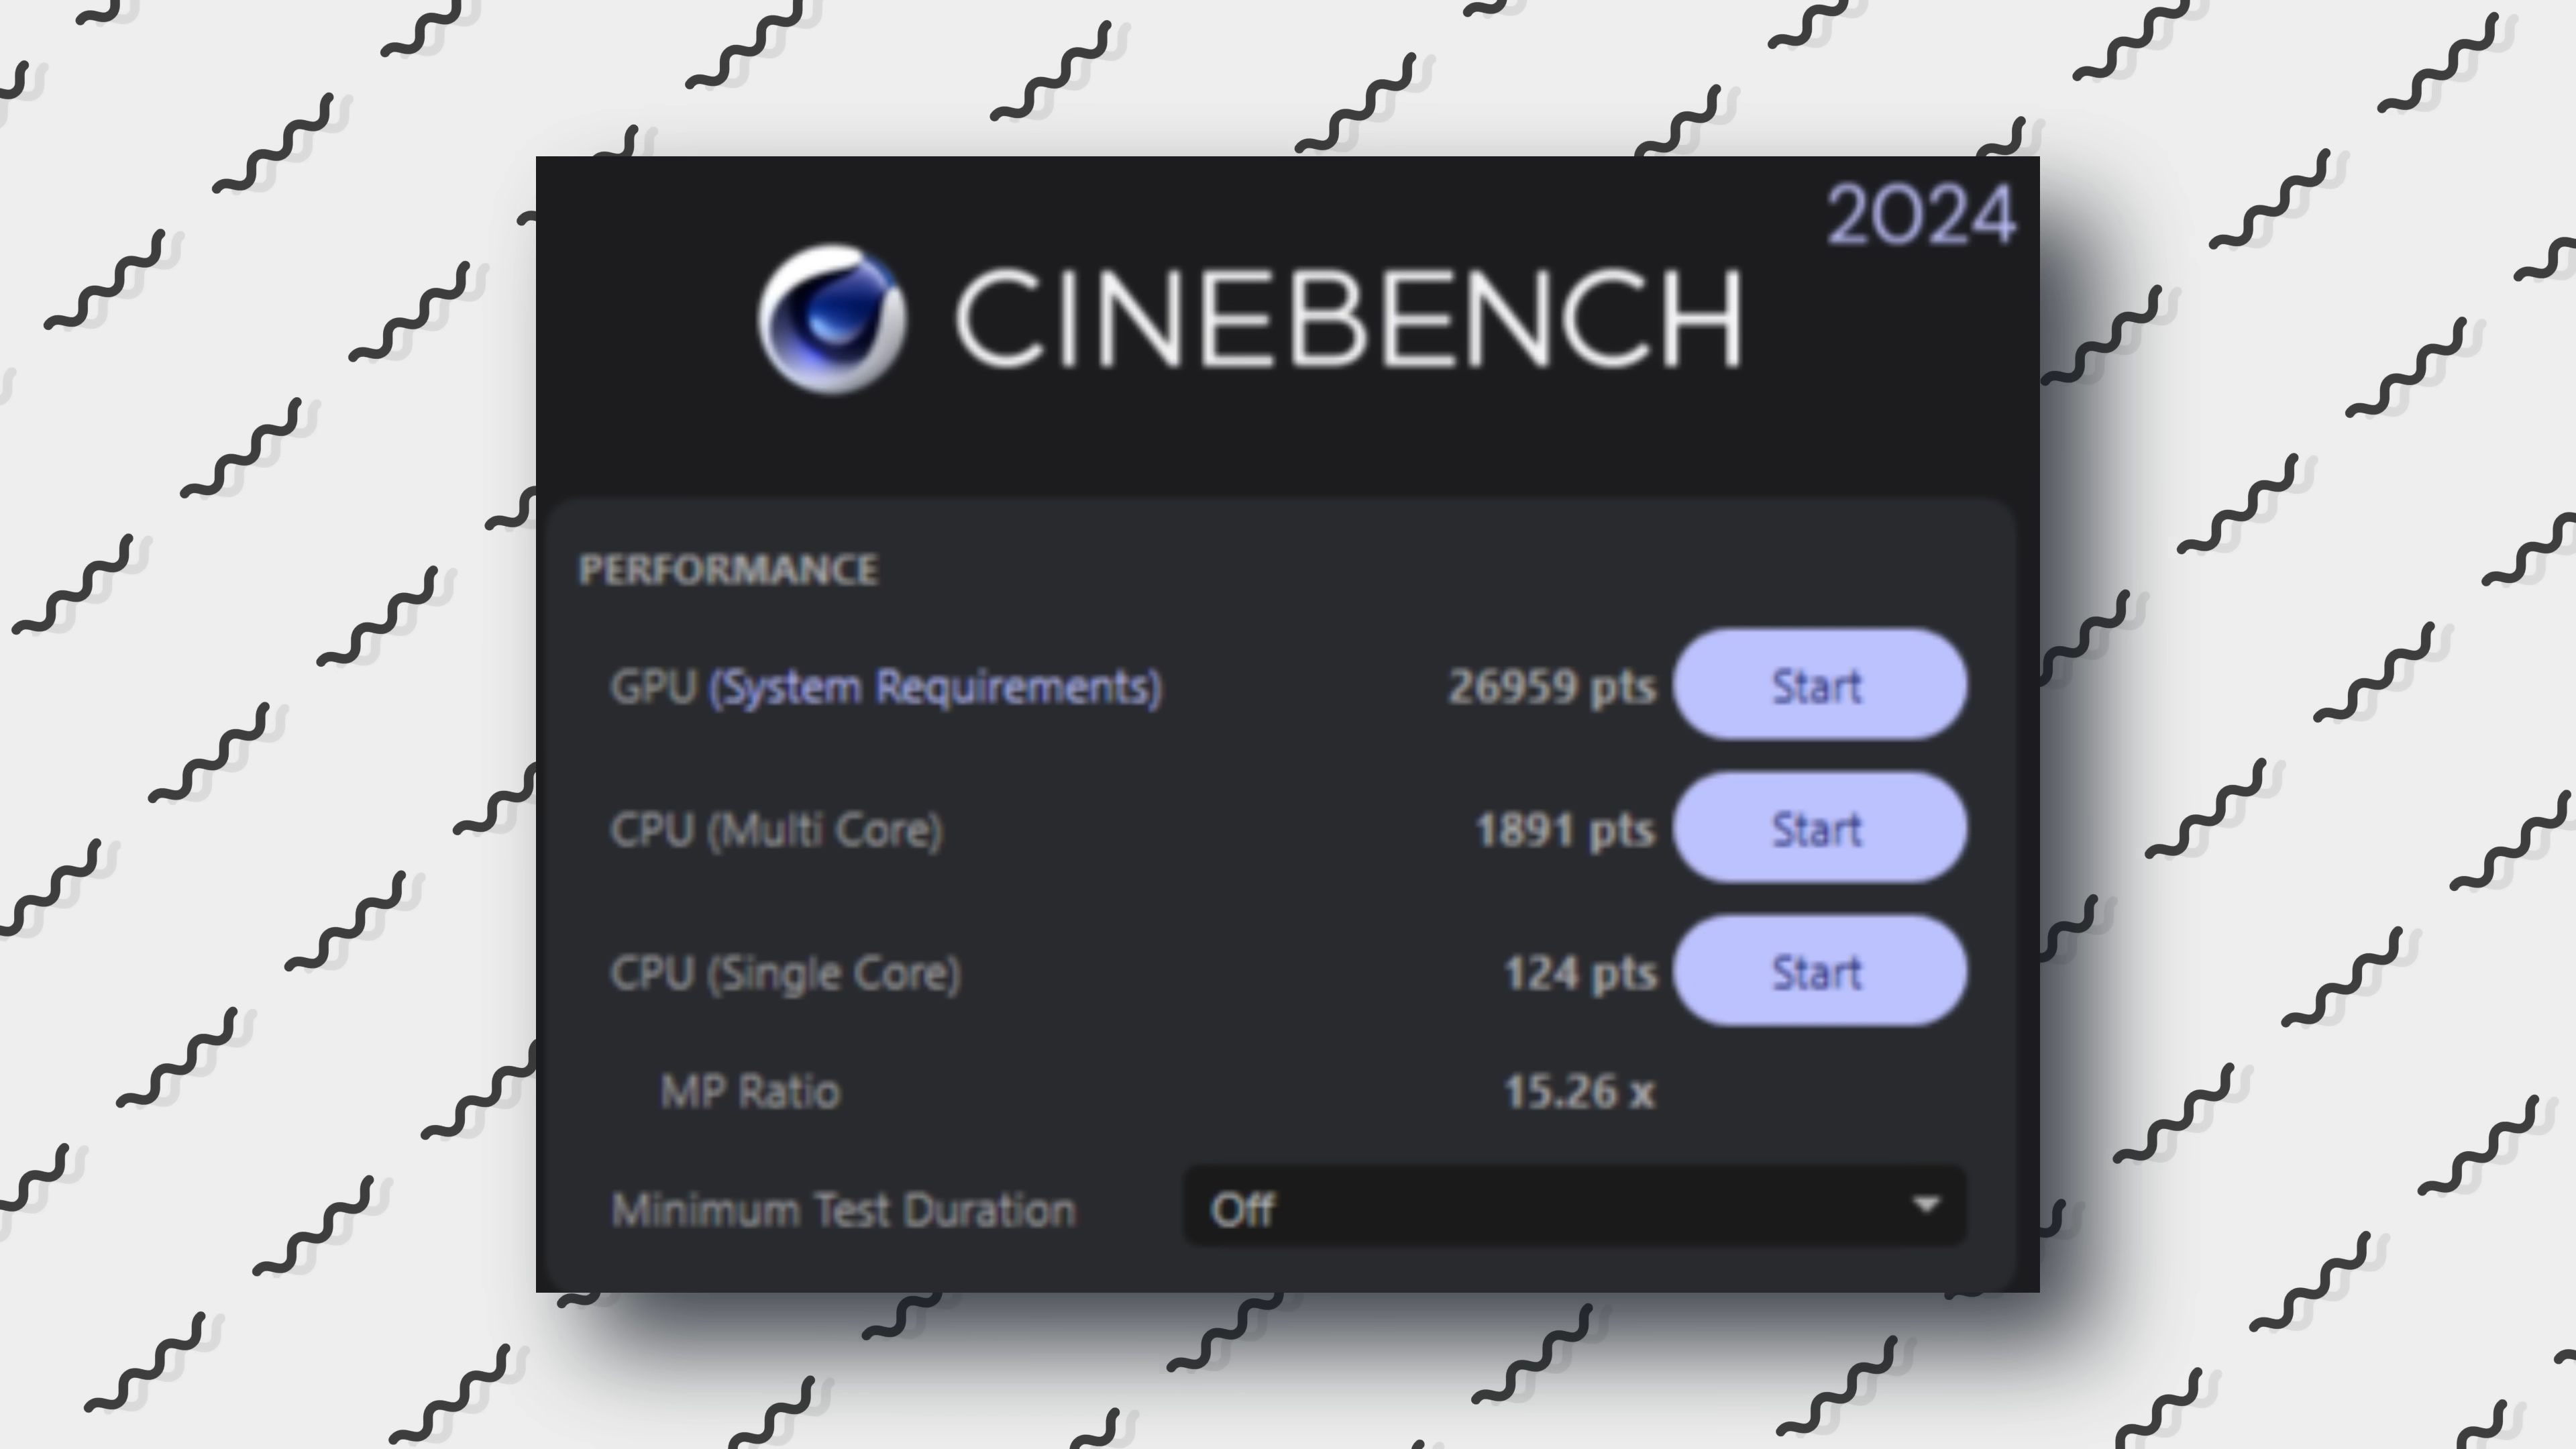 2024
CINEBENCH
PERFORMANCE
GPU (System Requirements) 26959 pts Start
CPU (Multi Core) 1891 pts Start
CPU (Single Core) 124 pts Start
MP Ratio 15.26 x
Minimum Test Duration Off